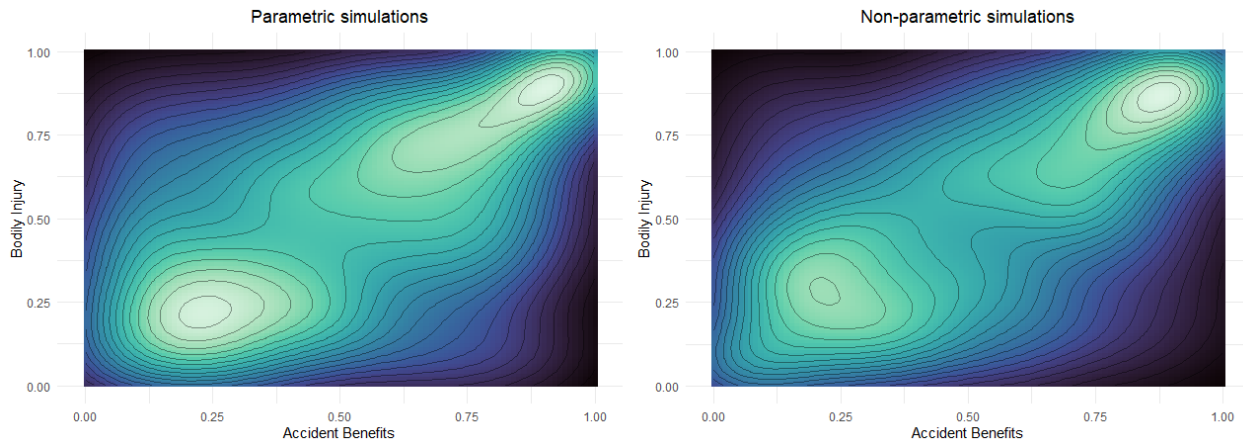 Parametric simulations
1.00
0.75
0.50
0.25
0.00
Bodily Injury
0.00 0.25 0.50 0.75 1.00
Accident Benefits
Non-parametric simulations
1.00
0.75
0.50
0.25
0.00
Bodily Injury
0.00 0.25 0.50 0.75 1.00
Accident Benefits